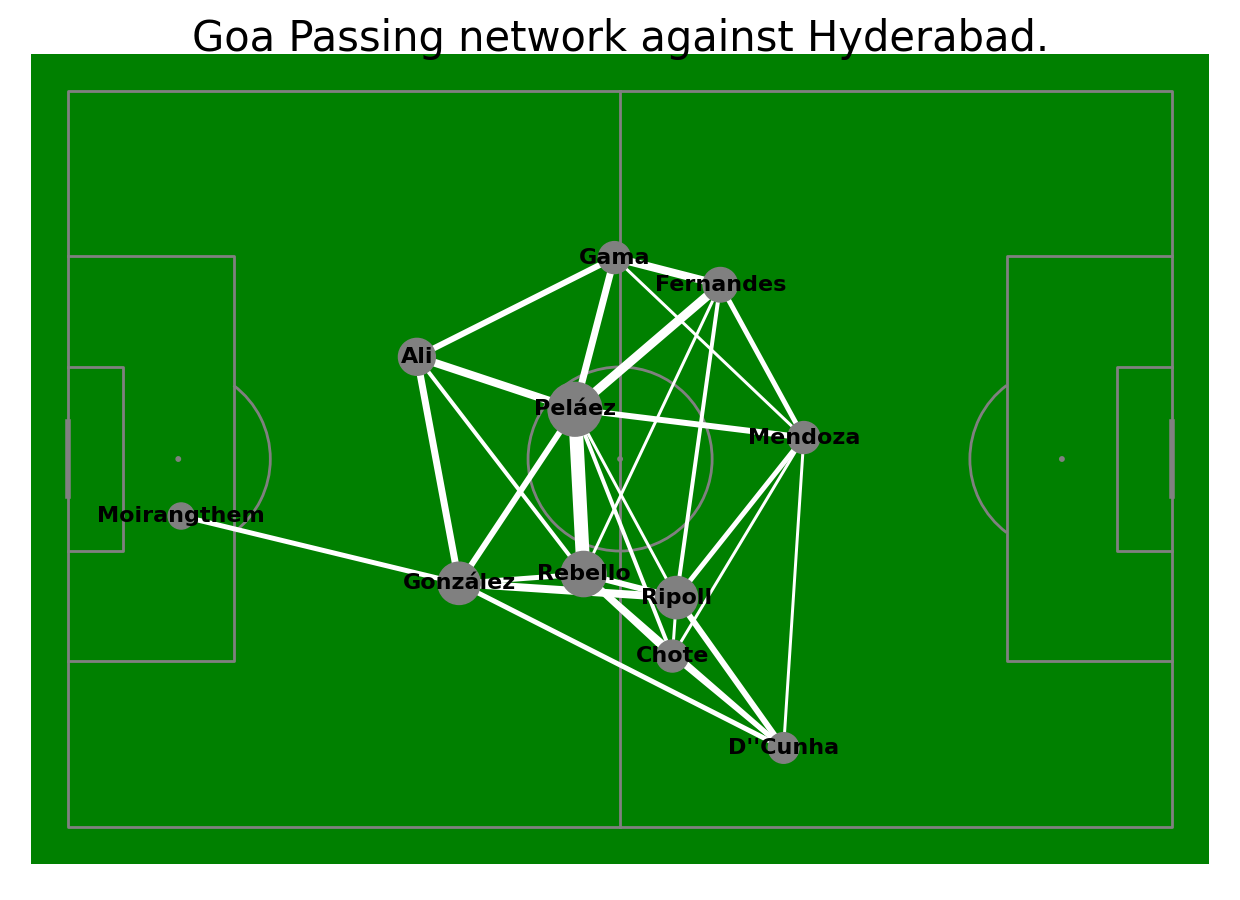 Goa Passing network against Hyderabad.
Gama
Fernandes
Ali
Peláez
Mendoza
Moirangthem
Rebello
González
Ripoll
Chote
D''Cunha